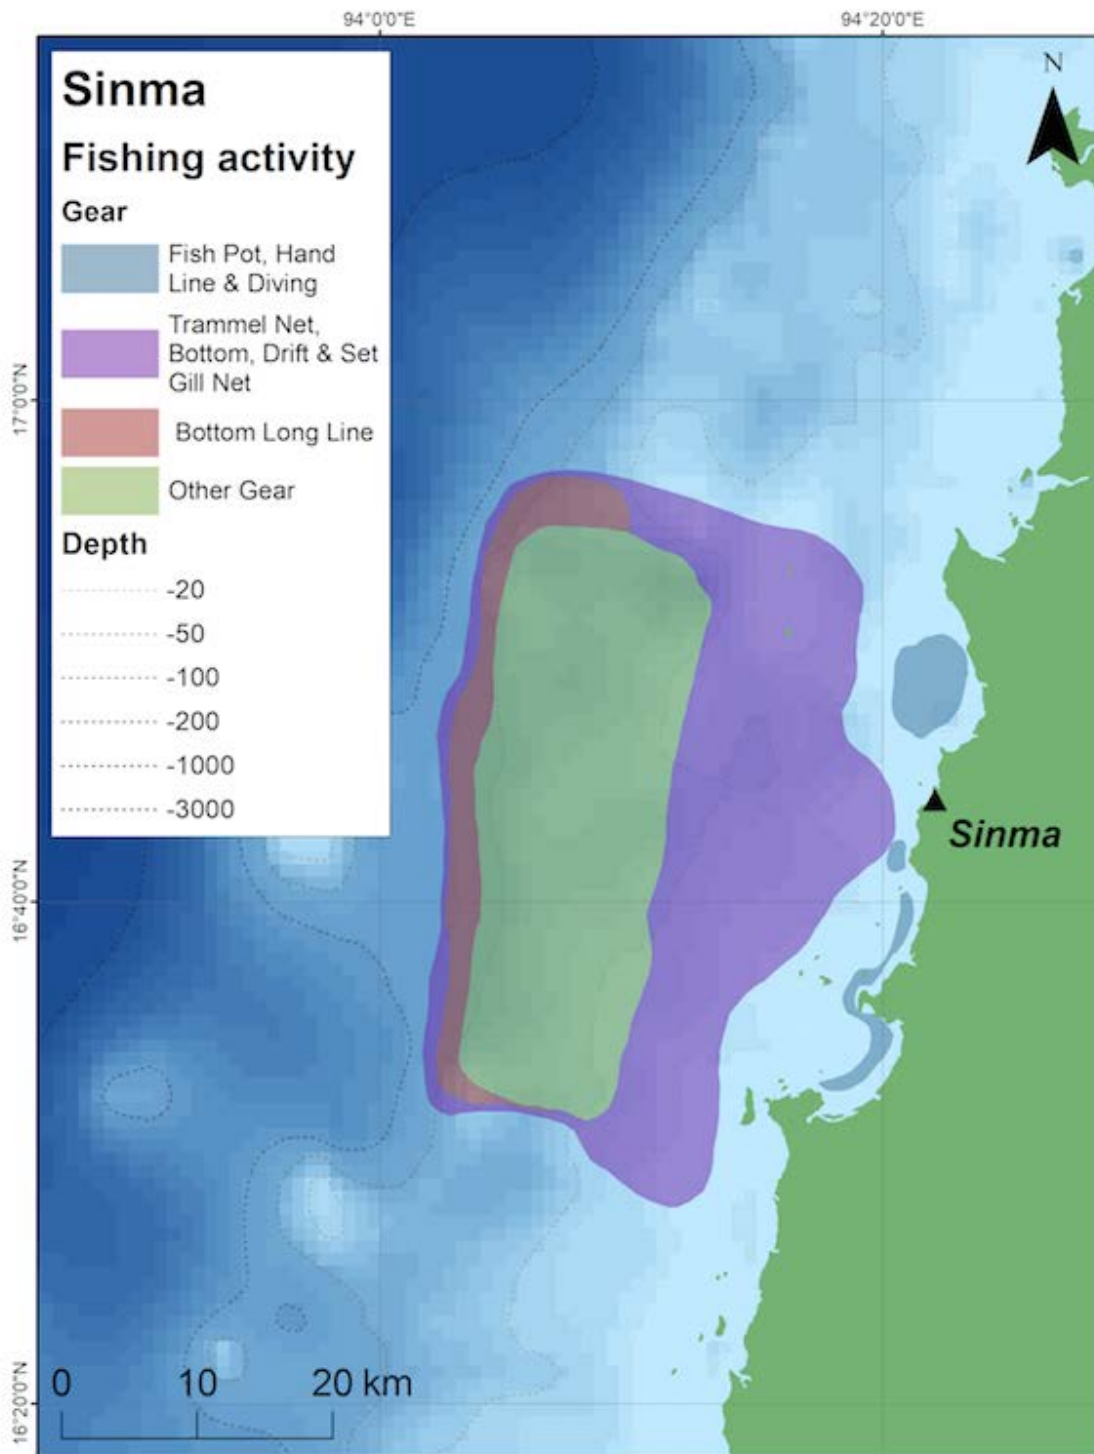 94°0'0"E
94°20'0"E
Sinma
Fishing activity
Gear
Fish Pot, Hand
Line & Diving
Trammel Net,
Bottom, Drift & Set
Gill Net
Bottom Long Line
Other Gear
Depth
-20
-50
-100
-200
-1000
-3000
N
17°0'0"N
Sinma
16°40'0"N
0 10 20 km
16°20'0"N